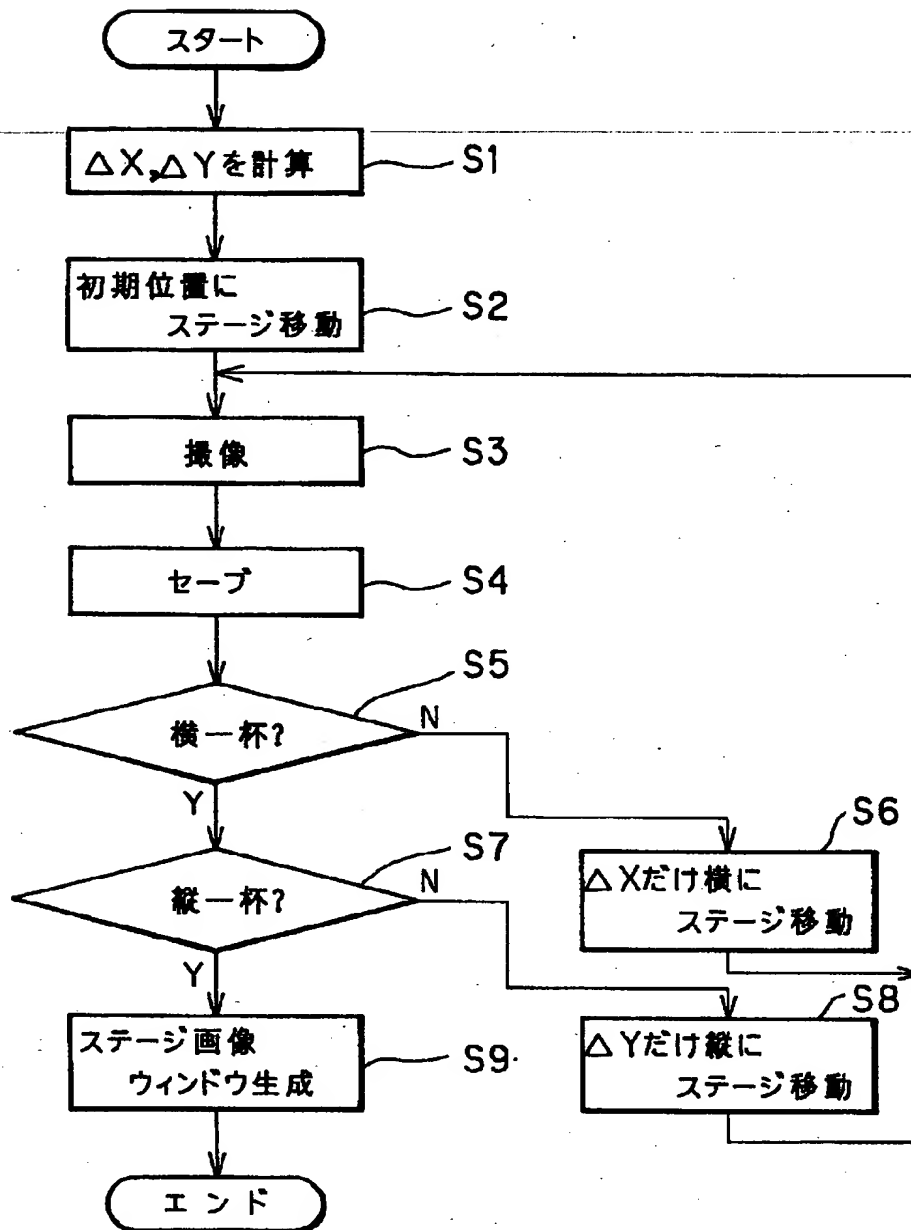 スタート
△X,△Yを計算
S1
初期位置に
ステージ移動
S2
撮像
S3
セーブ
S4
S5
横一杯?
N
Y
S6
△Xだけ横に
ステージ移動
S7
縦一杯?
N
Y
S8
△Yだけ縦に
ステージ移動
ステージ画像
ウィンドウ生成
S9
エンド